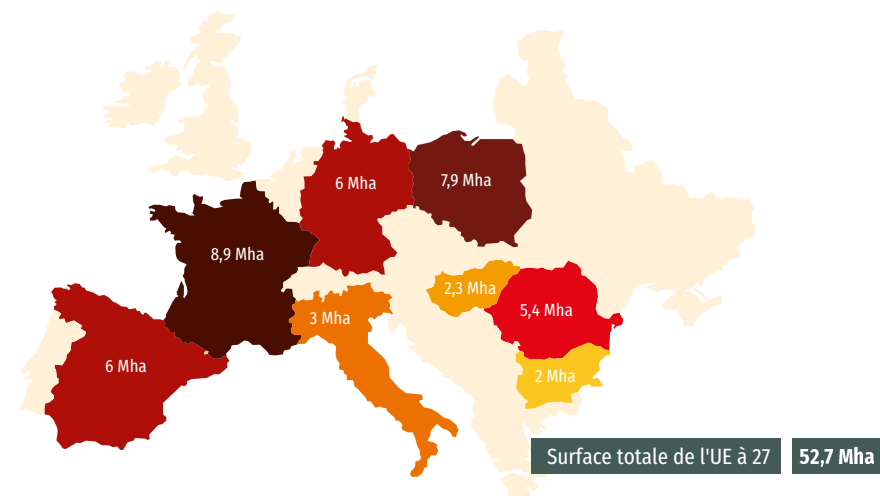 7,9 Mha
6 Mha
8,9 Mha
2,3 Mha
5,4 Mha
3 Mha
6 Mha
2 Mha
Surface totale de l'UE à 27 52,7 Mha